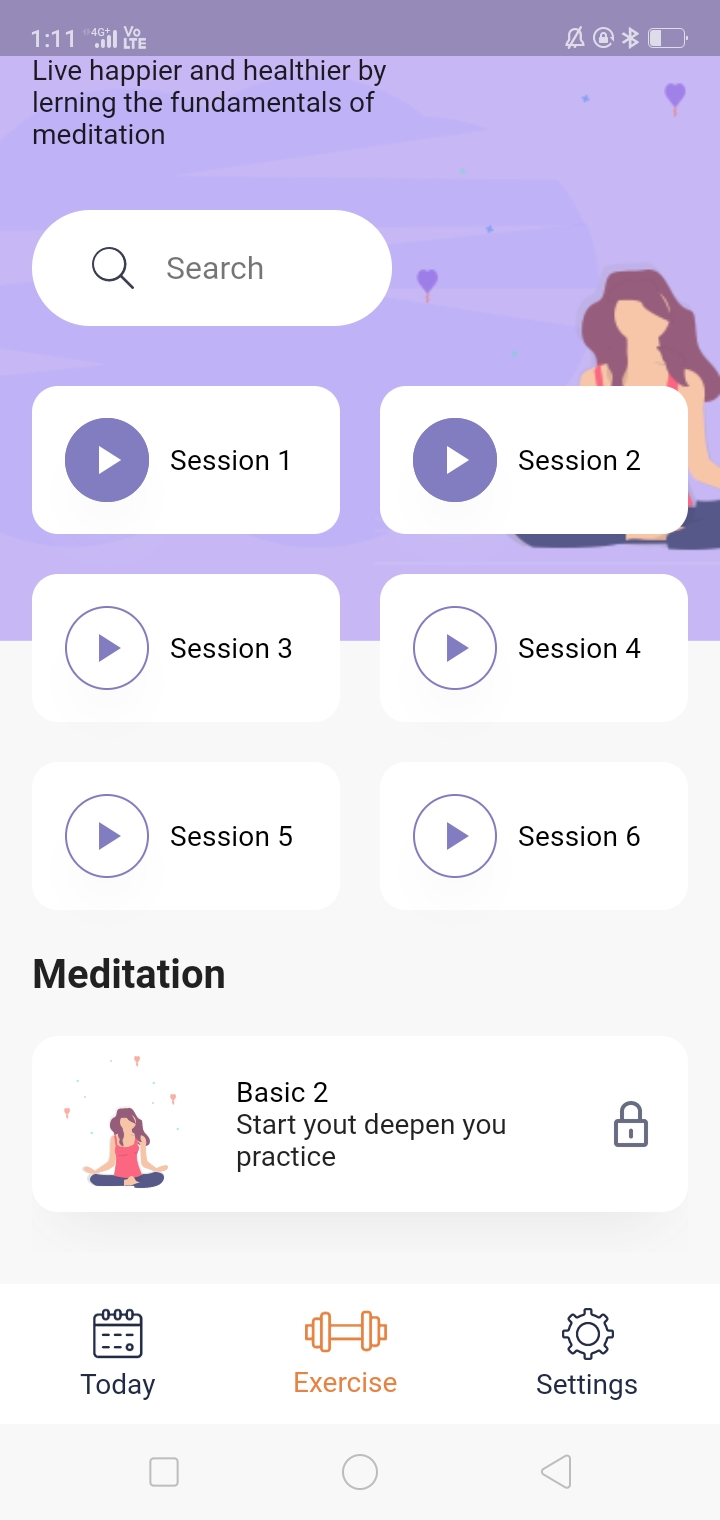 1:11 4G+ Vo LTE
Live happier and healthier by
lerning the fundamentals of
meditation
Search
Session 1 Session 2
Session 3 Session 4
Session 5 Session 6
Meditation
Basic 2
Start yout deepen you
practice
Today Exercise Settings